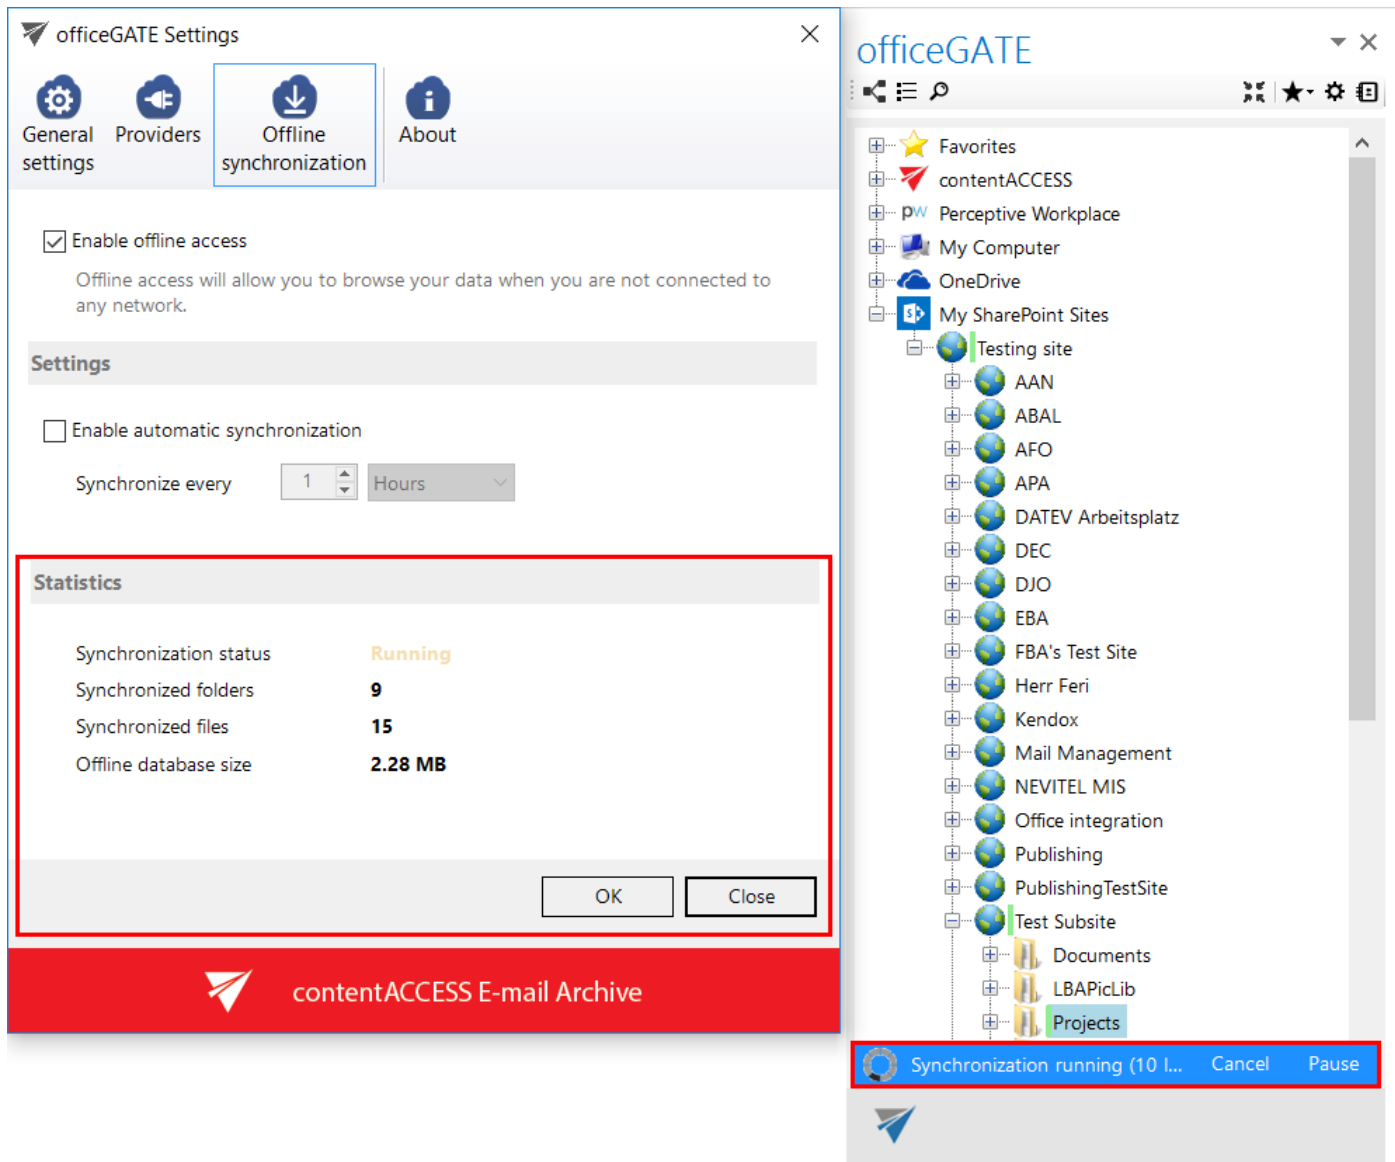 officeGATE Settings
General settings
Providers
Offline synchronization
About
Enable offline access
Offline access will allow you to browse your data when you are not connected to
any network.
Settings
Enable automatic synchronization
Synchronize every 1 Hours
Statistics
Synchronization status Running
Synchronized folders 9
Synchronized files 15
Offline database size 2.28 MB
OK Close
contentACCESS E-mail Archive
officeGATE
Favorites
contentACCESS
pw Perceptive Workplace
My Computer
OneDrive
My SharePoint Sites
Testing site
AAN
ABAL
AFO
APA
DATEV Arbeitsplatz
DEC
DJO
EBA
FBA's Test Site
Herr Feri
Kendox
Mail Management
NEVITEL MIS
Office integration
Publishing
PublishingTestSite
Test Subsite
Documents
LBAPicLib
Projects
Synchronization running (10 l... Cancel Pause